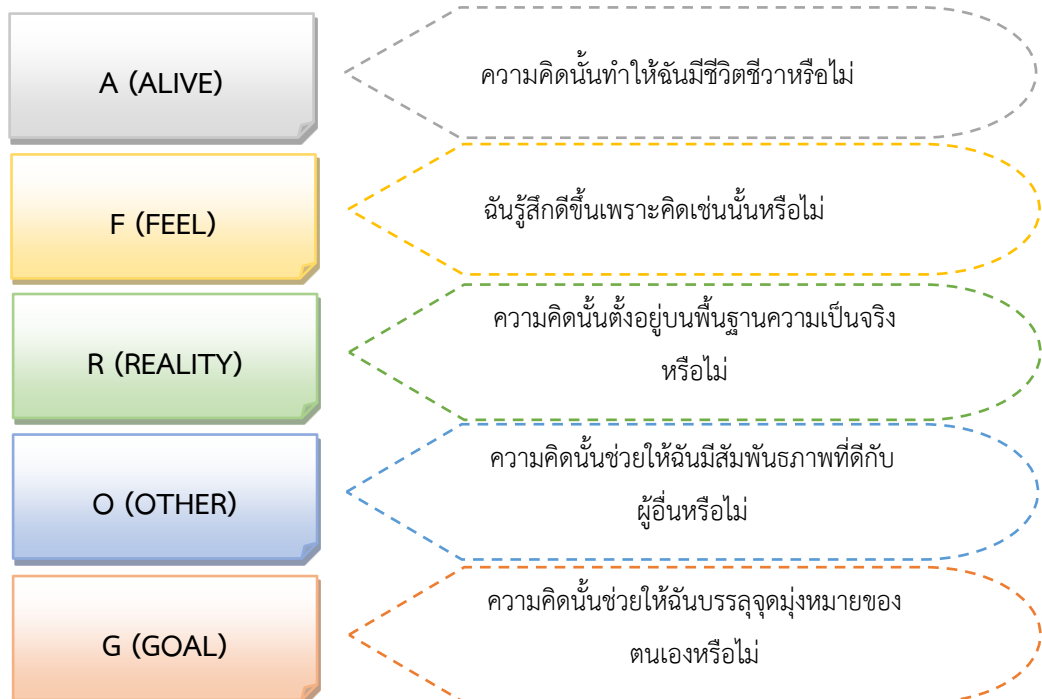 A (ALIVE)
ความคิดนั้นทำให้ฉันมีชีวิตชีวาหรือไม่
F (FEEL)
ฉันรู้สึกดีขึ้นเพราะคิดเช่นนั้นหรือไม่
R (REALITY)
ความคิดนั้นตั้งอยู่บนพื้นฐานความเป็นจริง
หรือไม่
O (OTHER)
ความคิดนั้นช่วยให้ฉันมีสัมพันธภาพที่ดีกับ
ผู้อื่นหรือไม่
G (GOAL)
ความคิดนั้นช่วยให้ฉันบรรลุจุดมุ่งหมายของ
ตนเองหรือไม่